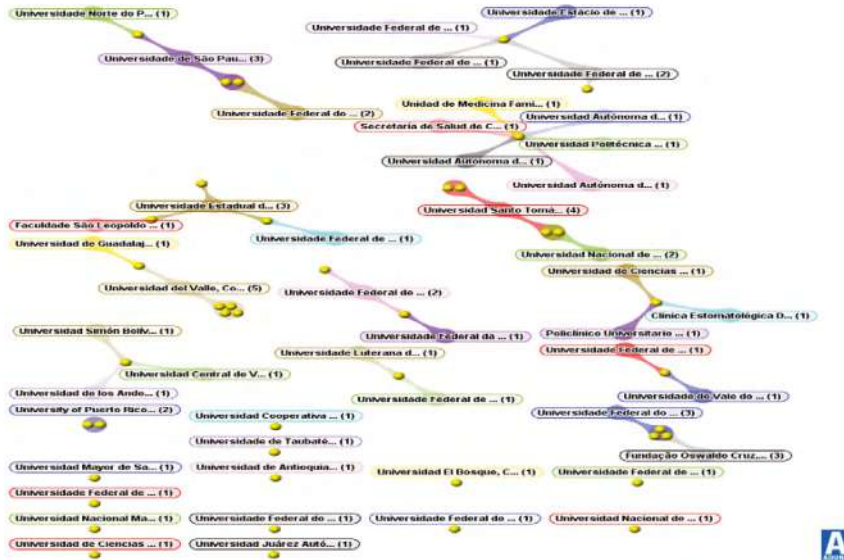 Universidade Norte do P... (1)
Universidade Estácio de ... (1)
Universidade Federal de ... (1)
Universidade de São Pau... (3)
Universidade Federal do ... (1)
Universidade Federal de ... (2)
Unidad de Medicina Fami... (1)
Universidade Federal do ... (2)
Universidad Autónoma d... (1)
Secretaría de Salud de C... (1)
Universidad Politécnica ... (1)
Universidad Autónoma d... (1)
Universidad Autónoma d... (1)
Universidade Estadual d... (3)
Universidad Santo Tomá... (4)
Faculdade São Leopoldo ... (1)
Universidade Federal de ... (1)
Universidad de Guadalaj... (1)
Universidad Nacional de ... (2)
Universidad de Ciencias ... (1)
Universidad del Valle, Co... (5)
Universidade Federal do ... (2)
Clínica Estomatológica D... (1)
Universidad Simón Bolív... (1)
Universidade Federal da ... (1)
Policlínico Universitario ... (1)
Universidade Luterana d... (1)
Universidade Federal de ... (1)
Universidad Central de V... (1)
Universidad de los Ande... (1)
Universidade Federal de ... (1)
Universidade do Vale do ... (1)
University of Puerto Rico... (2)
Universidad Cooperativa ... (1)
Universidade Federal do ... (3)
Universidade de Taubaté... (1)
Fundação Oswaldo Cruz,... (3)
Universidad Mayor de Sa... (1)
Universidad de Antioquia... (1)
Universidad El Bosque, C... (1)
Universidade Federal de ... (1)
Universidade Federal de ... (1)
Universidad Nacional Ma... (1)
Universidade Federal do ... (1)
Universidade Federal do ... (1)
Universidad Nacional de ... (1)
Universidad de Ciencias ... (1)
Universidad Juárez Autó... (1)